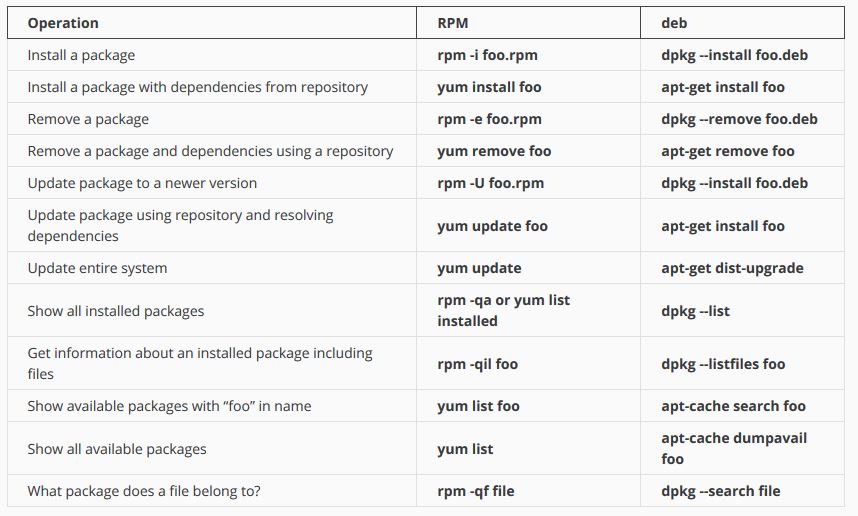 Operation RPM deb
Install a package rpm -i foo.rpm dpkg --install foo.deb
Install a package with dependencies from repository yum install foo apt-get install foo
Remove a package rpm -e foo.rpm dpkg --remove foo.deb
Remove a package and dependencies using a repository yum remove foo apt-get remove foo
Update package to a newer version rpm -U foo.rpm dpkg --install foo.deb
Update package using repository and resolving
dependencies yum update foo apt-get install foo
Update entire system yum update apt-get dist-upgrade
Show all installed packages rpm -qa or yum list
installed dpkg --list
Get information about an installed package including
files rpm -qil foo dpkg --listfiles foo
Show available packages with “foo” in name yum list foo apt-cache search foo
Show all available packages yum list apt-cache dumpavail
foo
What package does a file belong to? rpm -qf file dpkg --search file